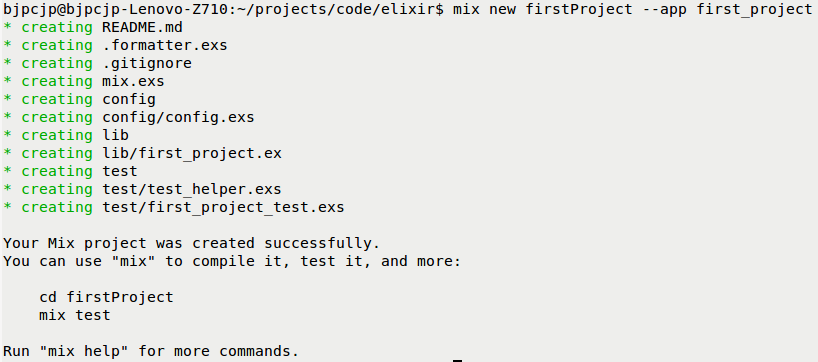 bjpcjp@bjpcjp-Lenovo-Z710:~/projects/code/elixir$ mix new firstProject --app first_project
* creating README.md
* creating .formatter.exs
* creating .gitignore
* creating mix.exs
* creating config
* creating config/config.exs
* creating lib
* creating lib/first_project.ex
* creating test
* creating test/test_helper.exs
* creating test/first_project_test.exs

Your Mix project was created successfully.
You can use "mix" to compile it, test it, and more:

    cd firstProject
    mix test

Run "mix help" for more commands.